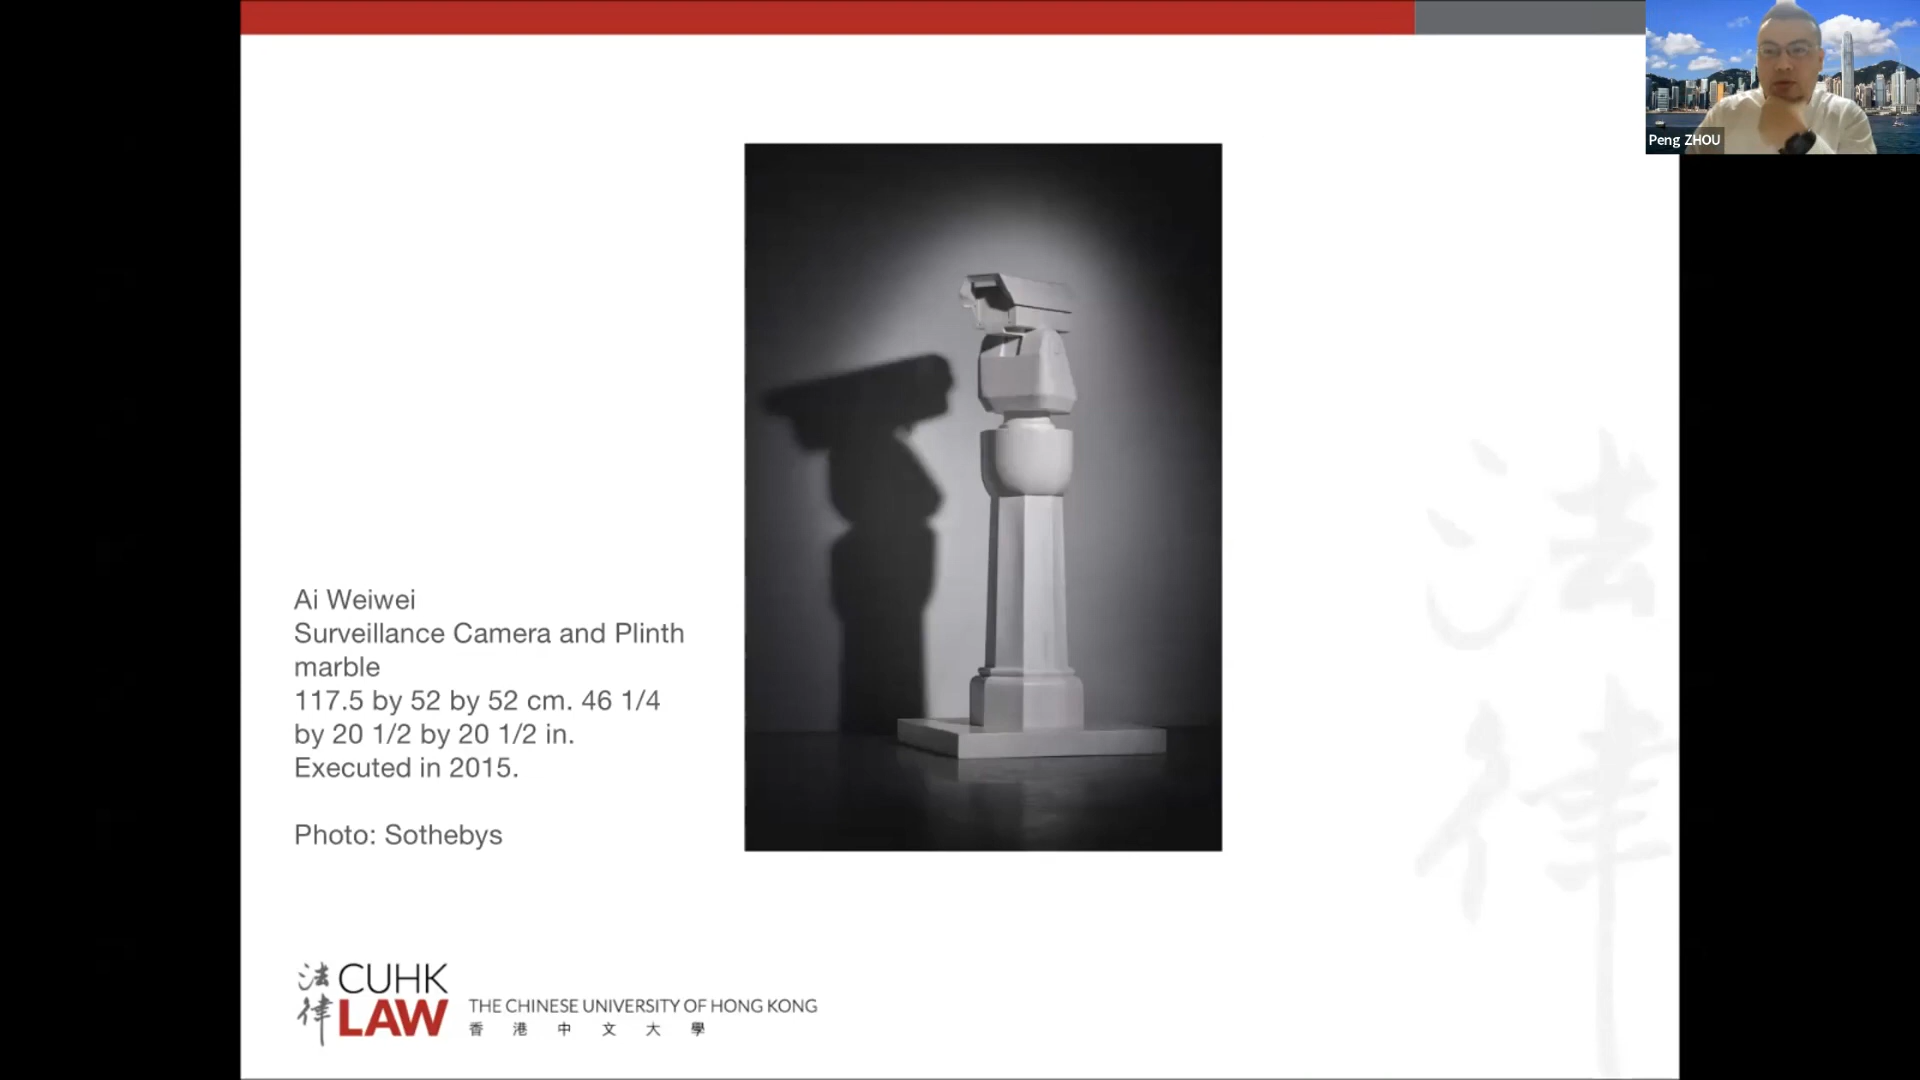 Peng ZHOU
Ai Weiwei
Surveillance Camera and Plinth
marble
117.5 by 52 by 52 cm. 46 1/4
by 20 1/2 by 20 1/2 in.
Executed in 2015.
Photo: Sothebys
法律
法律
CUHK
LAW
THE CHINESE UNIVERSITY OF HONG KONG
香港中文大學